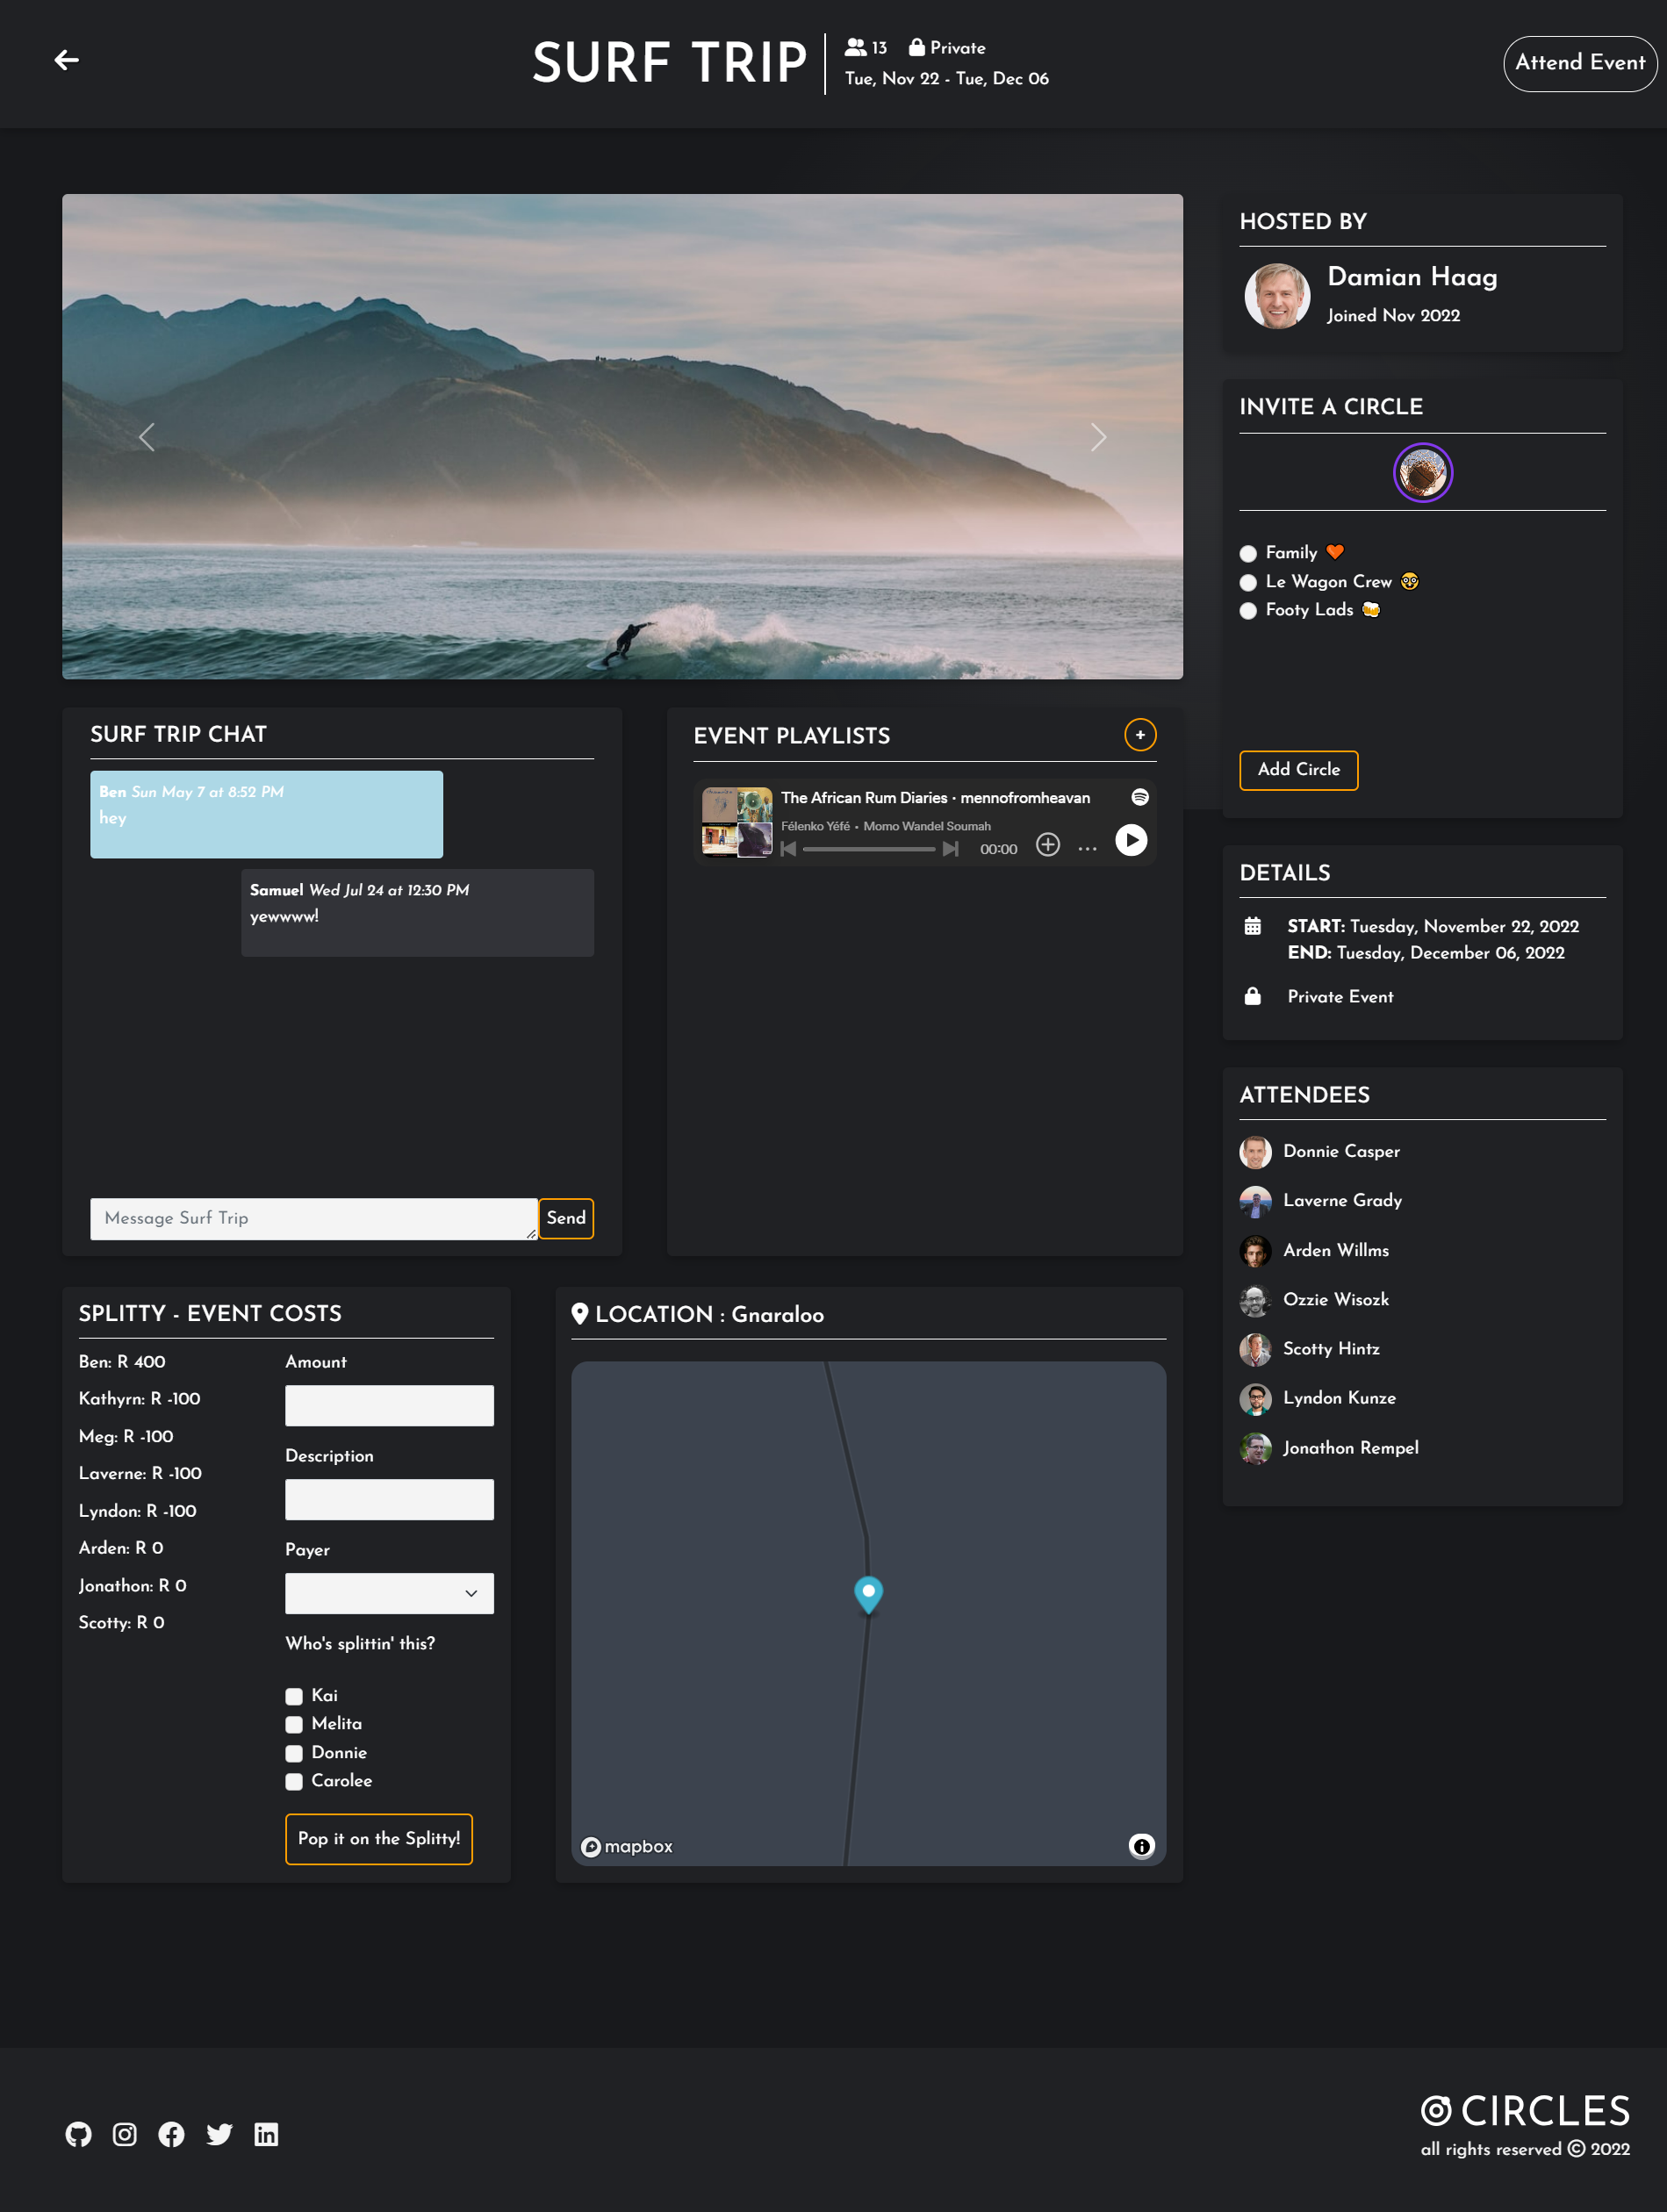 SURF TRIP
13 Private
Tue, Nov 22 - Tue, Dec 06
Attend Event
HOSTED BY
Damian Haag
Joined Nov 2022
INVITE A CIRCLE
Family 🧡
Le Wagon Crew 🤓
Footy Lads 🍻
Add Circle
SURF TRIP CHAT
Ben Sun May 7 at 8:52 PM
hey
Samuel Wed Jul 24 at 12:30 PM
yewwww!
Message Surf Trip
Send
EVENT PLAYLISTS
+
The African Rum Diaries • mennofromheavan
Félenko Yéfé • Momo Wandel Soumah
00:00
DETAILS
START: Tuesday, November 22, 2022
END: Tuesday, December 06, 2022
Private Event
ATTENDEES
Donnie Casper
Laverne Grady
Arden Willms
Ozzie Wisozk
Scotty Hintz
Lyndon Kunze
Jonathon Rempel
SPLITTY - EVENT COSTS
Ben: R 400
Kathyrn: R -100
Meg: R -100
Laverne: R -100
Lyndon: R -100
Arden: R 0
Jonathon: R 0
Scotty: R 0
Amount
Description
Payer
Who's splittin' this?
Kai
Melita
Donnie
Carolee
Pop it on the Splitty!
LOCATION : Gnaraloo
mapbox
CIRCLES
all rights reserved © 2022